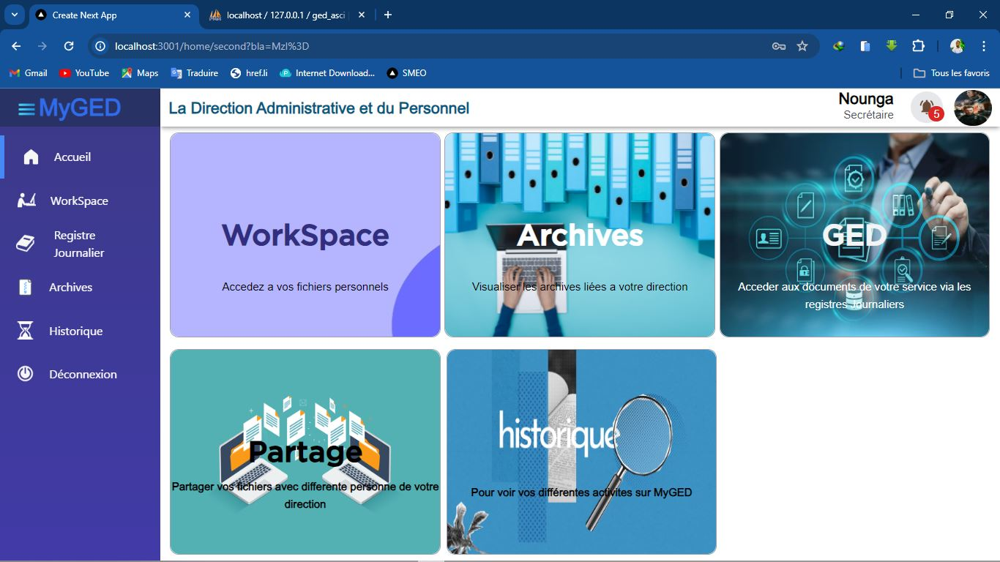 Create Next App
localhost / 127.0.0.1 / ged_asci
localhost:3001/home/second?bla=MzI%3D
Gmail
YouTube
Maps
Traduire
href.li
Internet Download...
SMEO
Tous les favoris
MyGED
La Direction Administrative et du Personnel
Nounga
Secrétaire
5
Accueil
WorkSpace
Registre
Journalier
Archives
Historique
Déconnexion
WorkSpace
Accedez a vos fichiers personnels
Archives
Visualiser les archives liées a votre direction
GED
Acceder aux documents de votre service via les
registres Journaliers
Partage
Partager vos fichiers avec differente personne de votre
direction
historique
Pour voir vos différentes activites sur MyGED